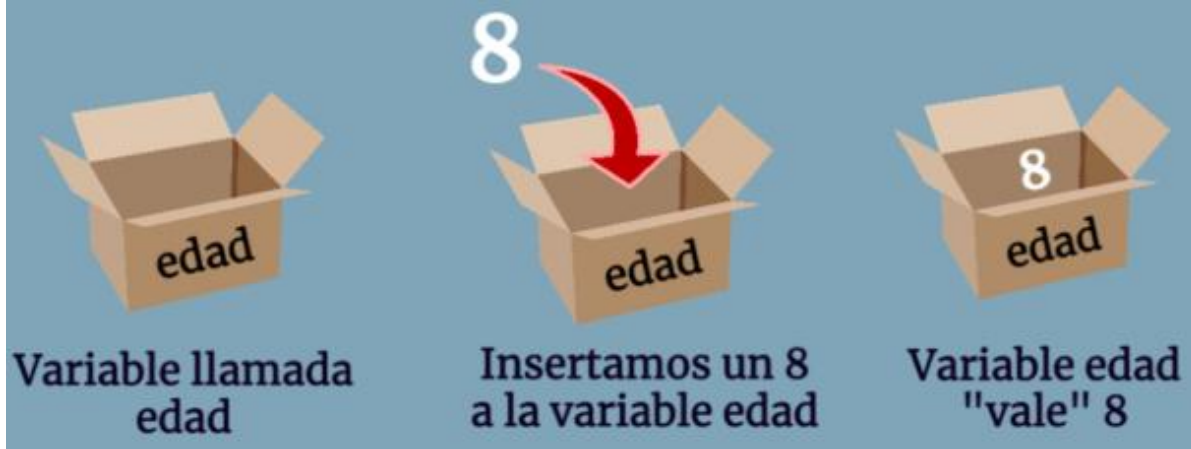 8
edad
edad
8
edad
Variable llamada
edad
Insertamos un 8
a la variable edad
Variable edad
"vale" 8